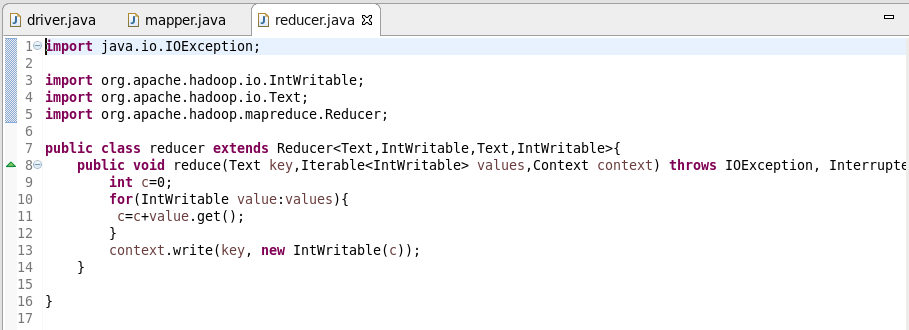 driver.java mapper.java reducer.java
1 import java.io.IOException;
2
3 import org.apache.hadoop.io.IntWritable;
4 import org.apache.hadoop.io.Text;
5 import org.apache.hadoop.mapreduce.Reducer;
6
7 public class reducer extends Reducer<Text,IntWritable,Text,IntWritable>{
8 public void reduce(Text key,Iterable<IntWritable> values,Context context) throws IOException, Interrupte
9 int c=0;
10 for(IntWritable value:values){
11 c=c+value.get();
12 }
13 context.write(key, new IntWritable(c));
14 }
15
16 }
17